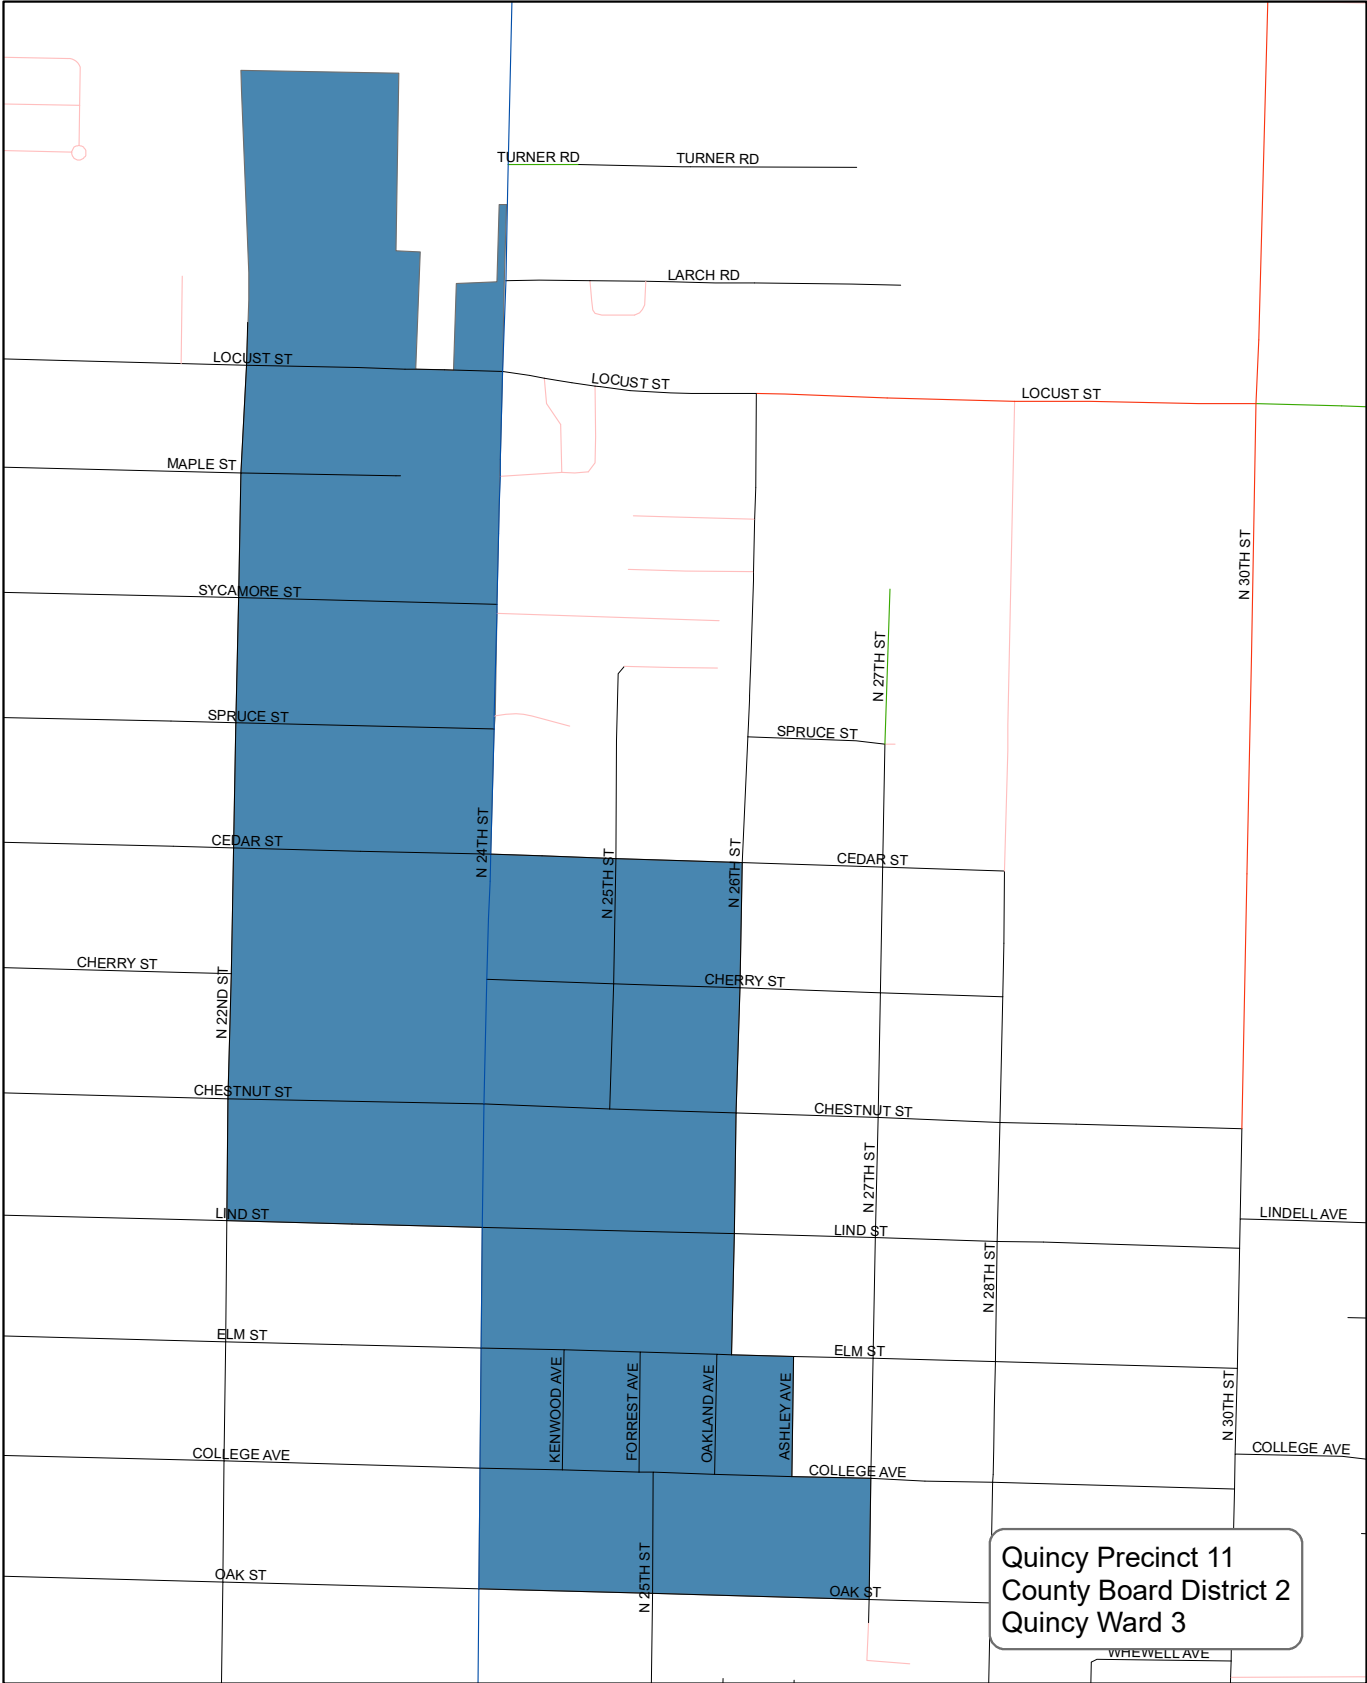 TURNER RD
TURNER RD
LARCH RD
LOCUST ST
LOCUST ST
LOCUST ST
MAPLE ST
N 30TH ST
SYCAMORE ST
N 27TH ST
SPRUCE ST
SPRUCE ST
CEDAR ST
N 24TH ST
N 25TH ST
N 26TH ST
CEDAR ST
CHERRY ST
N 22ND ST
CHERRY ST
CHESTNUT ST
CHESTNUT ST
N 27TH ST
LIND ST
LIND ST
LINDELL AVE
N 28TH ST
ELM ST
ELM ST
KENWOOD AVE
FORREST AVE
OAKLAND AVE
ASHLEY AVE
N 30TH ST
COLLEGE AVE
COLLEGE AVE
COLLEGE AVE
N 25TH ST
OAK ST
OAK ST
Quincy Precinct 11
County Board District 2
Quincy Ward 3
WHEWELL AVE